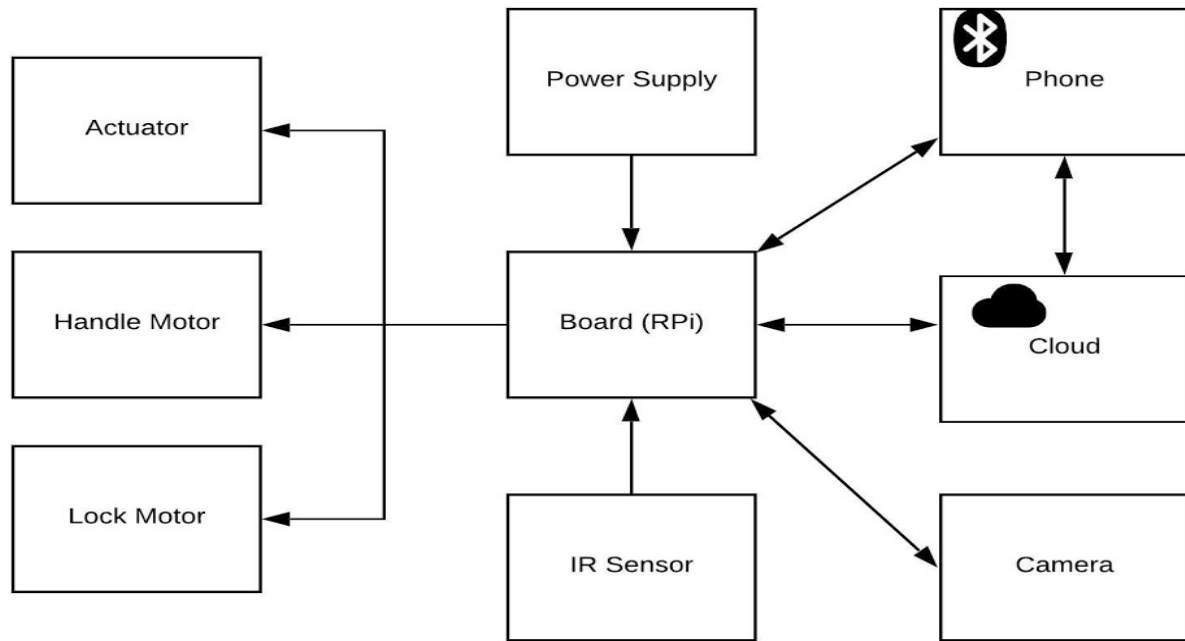 Power Supply
Phone
Actuator
Handle Motor
Board (RPi)
Cloud
Lock Motor
IR Sensor
Camera